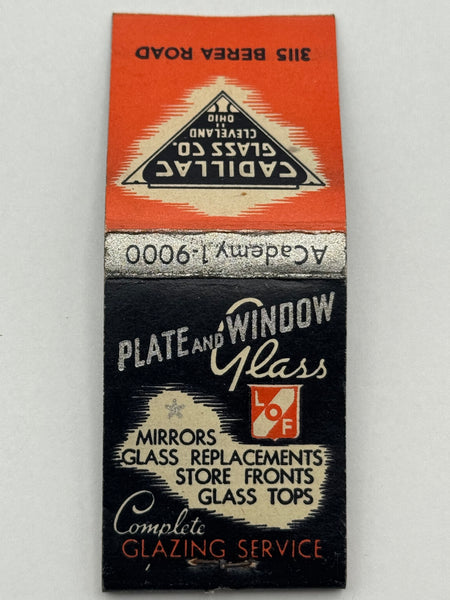 3115 BEREA ROAD
CADILLAC
GLASS CO.
CLEVELAND
11
OHIO
ACademy 1-9000
PLATE AND WINDOW
Glass
L O F
MIRRORS
GLASS REPLACEMENTS
STORE FRONTS
GLASS TOPS
Complete
GLAZING SERVICE